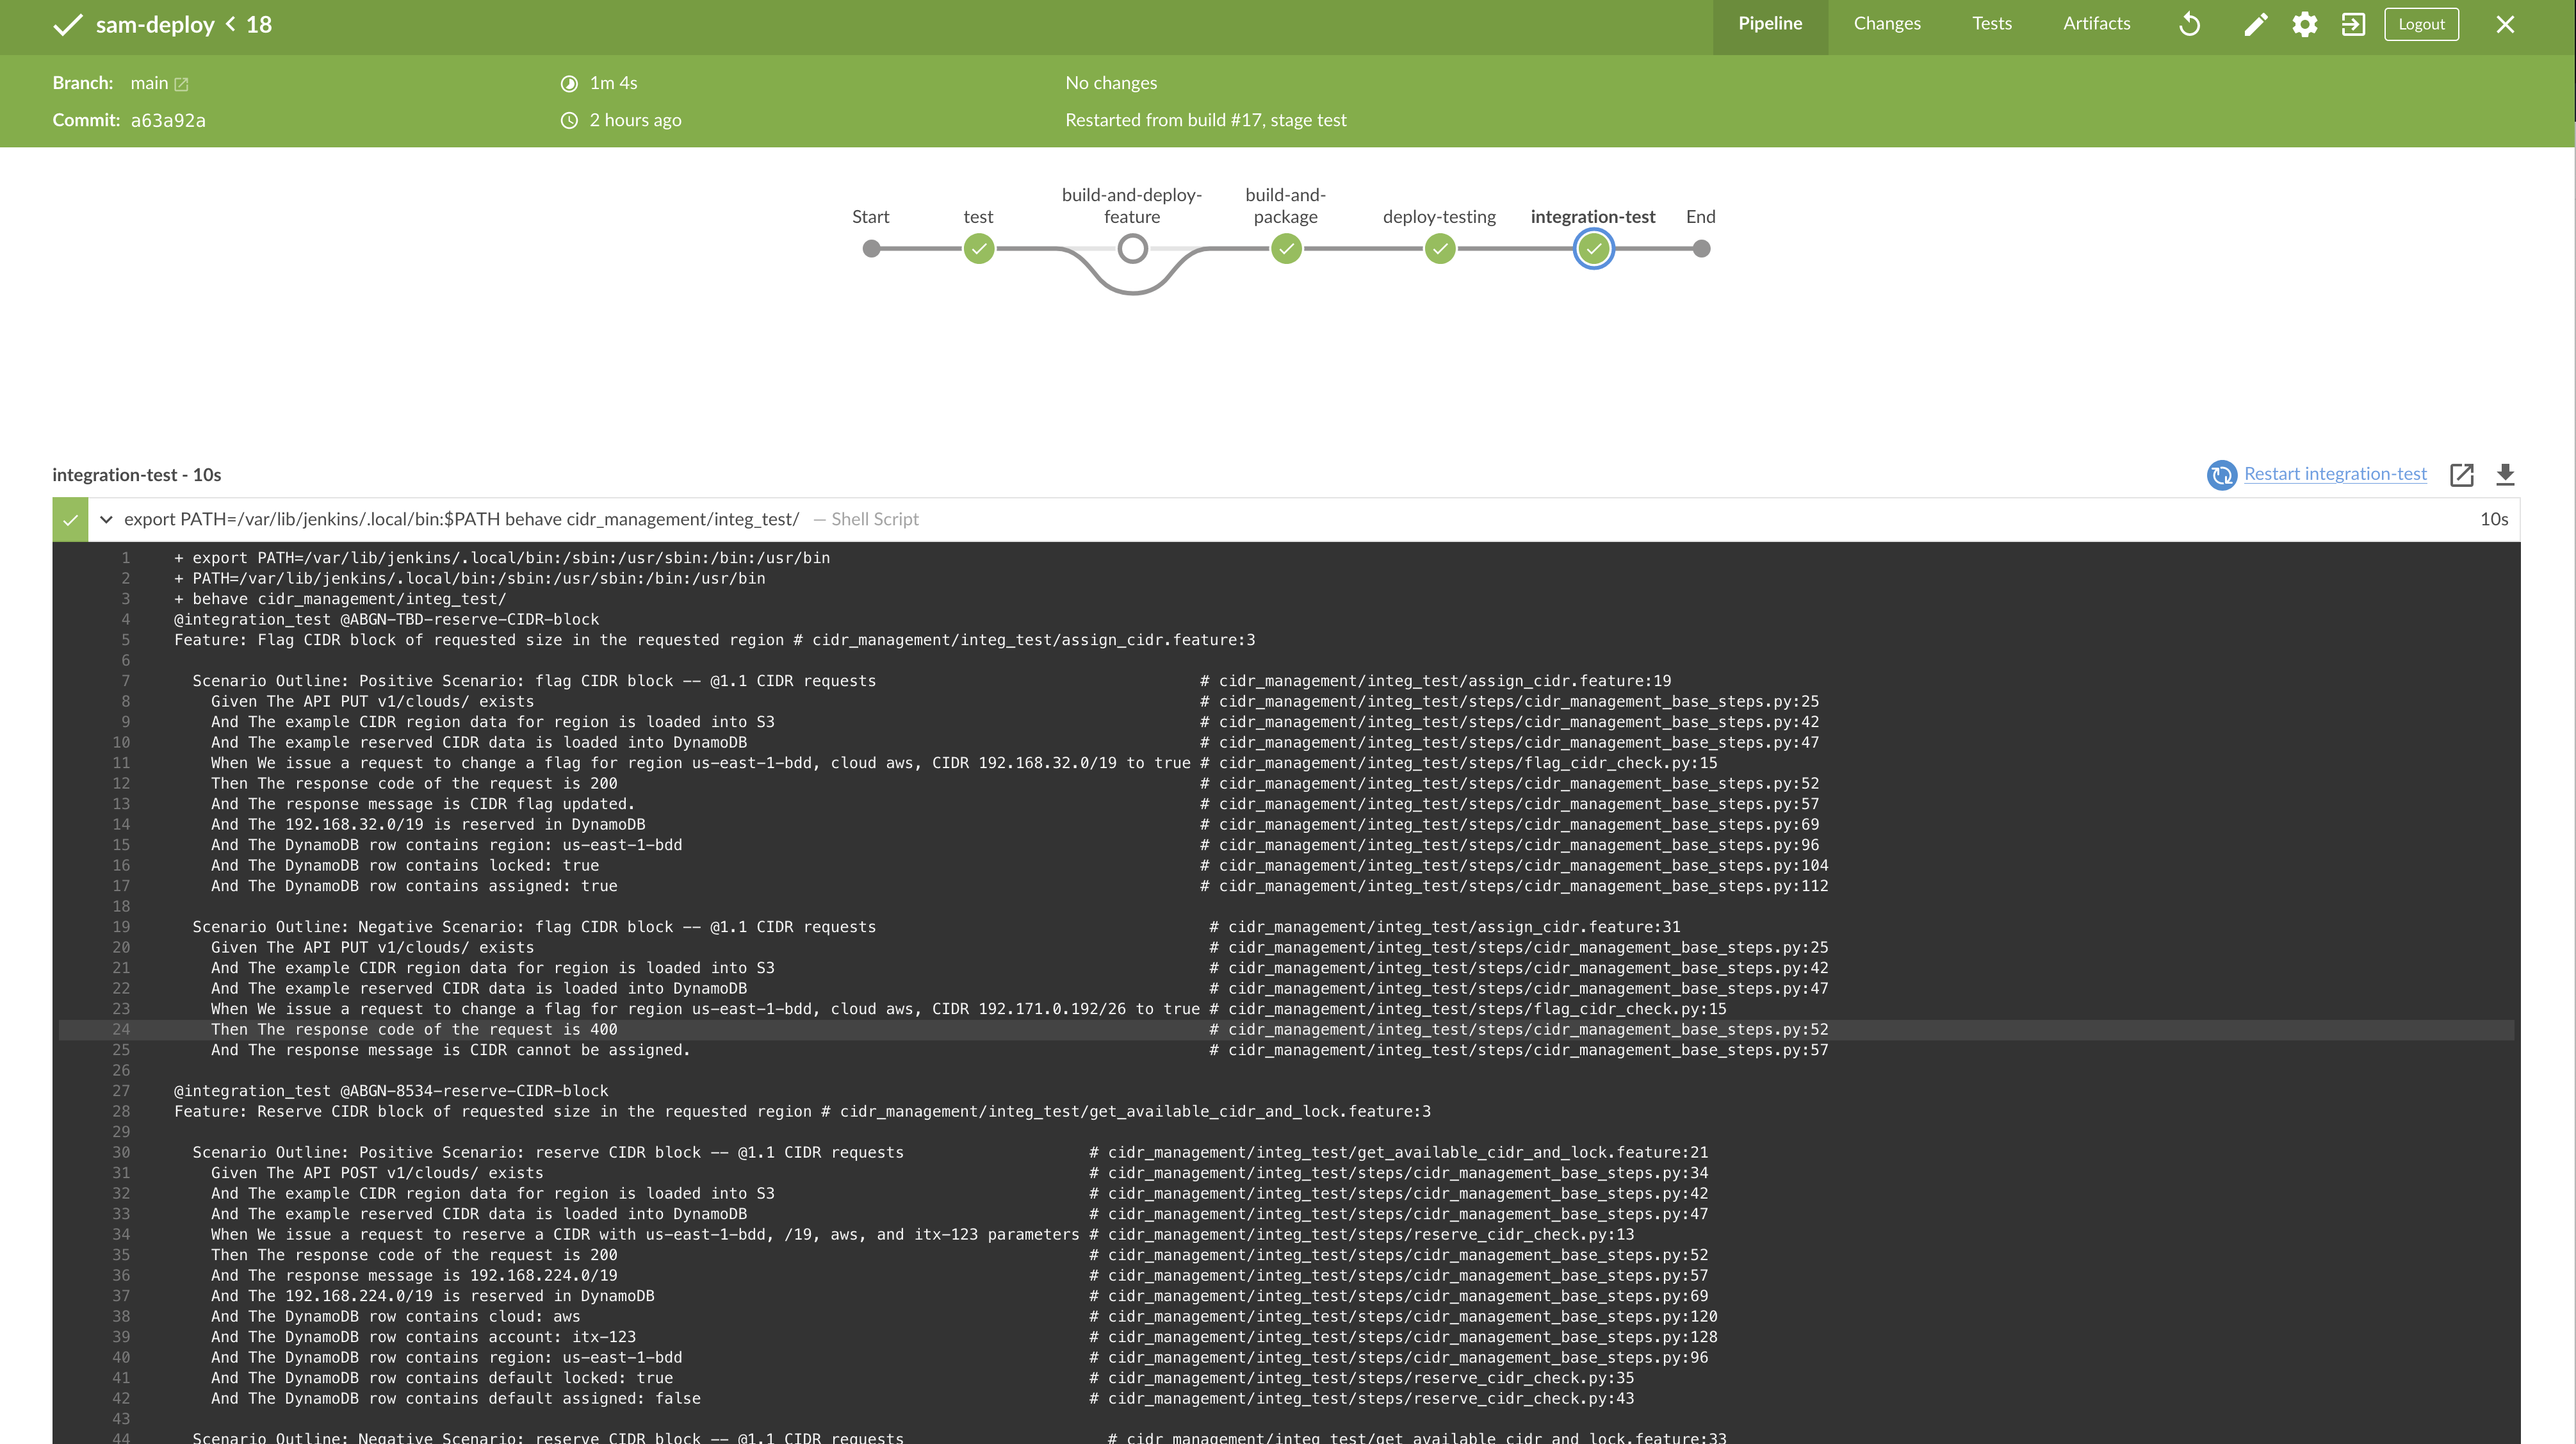 sam-deploy < 18
Pipeline Changes Tests Artifacts Logout
Branch: main 1m 4s No changes
Commit: a63a92a 2 hours ago Restarted from build #17, stage test
build-and-deploy- build-and-
Start test feature package deploy-testing integration-test End
integration-test - 10s Restart integration-test
export PATH=/var/lib/jenkins/.local/bin:$PATH behave cidr_management/integ_test/ — Shell Script 10s
1 + export PATH=/var/lib/jenkins/.local/bin:/sbin:/usr/sbin:/bin:/usr/bin
2 + PATH=/var/lib/jenkins/.local/bin:/sbin:/usr/sbin:/bin:/usr/bin
3 + behave cidr_management/integ_test/
4 @integration_test @ABGN-TBD-reserve-CIDR-block
5 Feature: Flag CIDR block of requested size in the requested region # cidr_management/integ_test/assign_cidr.feature:3
6
7 Scenario Outline: Positive Scenario: flag CIDR block -- @1.1 CIDR requests # cidr_management/integ_test/assign_cidr.feature:19
8 Given The API PUT v1/clouds/ exists # cidr_management/integ_test/steps/cidr_management_base_steps.py:25
9 And The example CIDR region data for region is loaded into S3 # cidr_management/integ_test/steps/cidr_management_base_steps.py:42
10 And The example reserved CIDR data is loaded into DynamoDB # cidr_management/integ_test/steps/cidr_management_base_steps.py:47
11 When We issue a request to change a flag for region us-east-1-bdd, cloud aws, CIDR 192.168.32.0/19 to true # cidr_management/integ_test/steps/flag_cidr_check.py:15
12 Then The response code of the request is 200 # cidr_management/integ_test/steps/cidr_management_base_steps.py:52
13 And The response message is CIDR flag updated. # cidr_management/integ_test/steps/cidr_management_base_steps.py:57
14 And The 192.168.32.0/19 is reserved in DynamoDB # cidr_management/integ_test/steps/cidr_management_base_steps.py:69
15 And The DynamoDB row contains region: us-east-1-bdd # cidr_management/integ_test/steps/cidr_management_base_steps.py:96
16 And The DynamoDB row contains locked: true # cidr_management/integ_test/steps/cidr_management_base_steps.py:104
17 And The DynamoDB row contains assigned: true # cidr_management/integ_test/steps/cidr_management_base_steps.py:112
18
19 Scenario Outline: Negative Scenario: flag CIDR block -- @1.1 CIDR requests # cidr_management/integ_test/assign_cidr.feature:31
20 Given The API PUT v1/clouds/ exists # cidr_management/integ_test/steps/cidr_management_base_steps.py:25
21 And The example CIDR region data for region is loaded into S3 # cidr_management/integ_test/steps/cidr_management_base_steps.py:42
22 And The example reserved CIDR data is loaded into DynamoDB # cidr_management/integ_test/steps/cidr_management_base_steps.py:47
23 When We issue a request to change a flag for region us-east-1-bdd, cloud aws, CIDR 192.171.0.192/26 to true # cidr_management/integ_test/steps/flag_cidr_check.py:15
24 Then The response code of the request is 400 # cidr_management/integ_test/steps/cidr_management_base_steps.py:52
25 And The response message is CIDR cannot be assigned. # cidr_management/integ_test/steps/cidr_management_base_steps.py:57
26
27 @integration_test @ABGN-8534-reserve-CIDR-block
28 Feature: Reserve CIDR block of requested size in the requested region # cidr_management/integ_test/get_available_cidr_and_lock.feature:3
29
30 Scenario Outline: Positive Scenario: reserve CIDR block -- @1.1 CIDR requests # cidr_management/integ_test/get_available_cidr_and_lock.feature:21
31 Given The API POST v1/clouds/ exists # cidr_management/integ_test/steps/cidr_management_base_steps.py:34
32 And The example CIDR region data for region is loaded into S3 # cidr_management/integ_test/steps/cidr_management_base_steps.py:42
33 And The example reserved CIDR data is loaded into DynamoDB # cidr_management/integ_test/steps/cidr_management_base_steps.py:47
34 When We issue a request to reserve a CIDR with us-east-1-bdd, /19, aws, and itx-123 parameters # cidr_management/integ_test/steps/reserve_cidr_check.py:13
35 Then The response code of the request is 200 # cidr_management/integ_test/steps/cidr_management_base_steps.py:52
36 And The response message is 192.168.224.0/19 # cidr_management/integ_test/steps/cidr_management_base_steps.py:57
37 And The 192.168.224.0/19 is reserved in DynamoDB # cidr_management/integ_test/steps/cidr_management_base_steps.py:69
38 And The DynamoDB row contains cloud: aws # cidr_management/integ_test/steps/cidr_management_base_steps.py:120
39 And The DynamoDB row contains account: itx-123 # cidr_management/integ_test/steps/cidr_management_base_steps.py:128
40 And The DynamoDB row contains region: us-east-1-bdd # cidr_management/integ_test/steps/cidr_management_base_steps.py:96
41 And The DynamoDB row contains default locked: true # cidr_management/integ_test/steps/reserve_cidr_check.py:35
42 And The DynamoDB row contains default assigned: false # cidr_management/integ_test/steps/reserve_cidr_check.py:43
43
44 Scenario Outline: Negative Scenario: reserve CIDR block -- @1.1 CIDR requests # cidr_management/integ_test/get_available_cidr_and_lock.feature:33